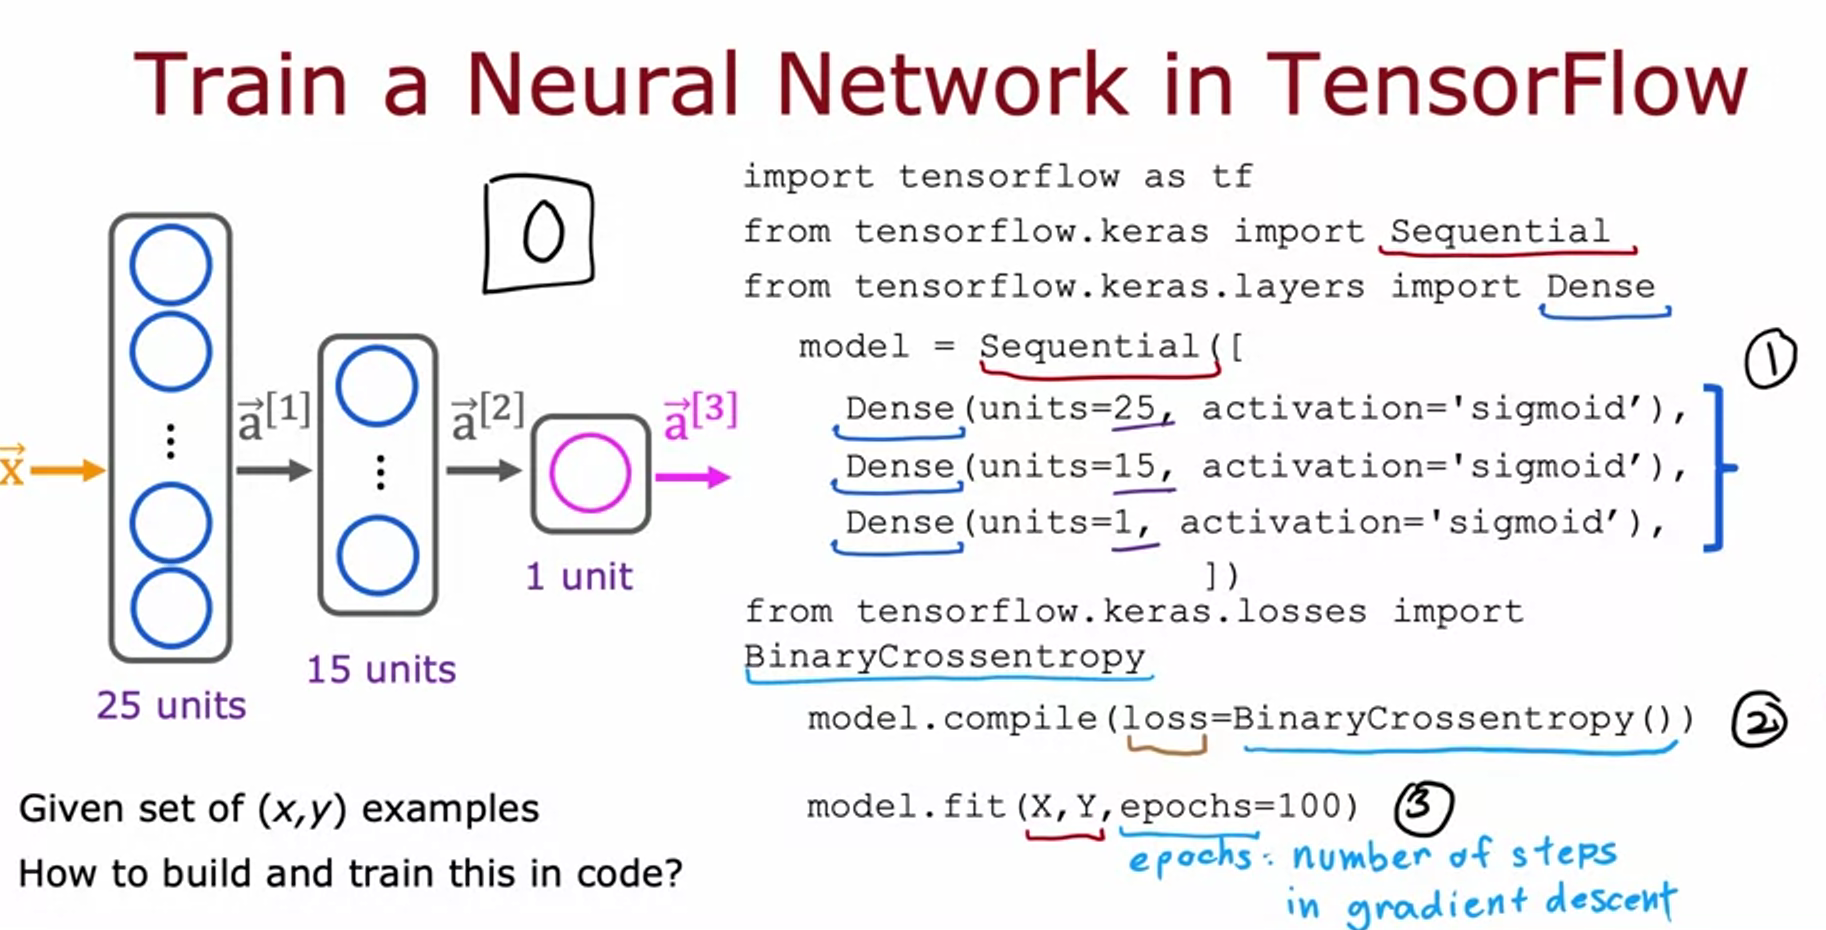 Train a Neural Network in TensorFlow
0
x⃗
a⃗[1]
a⃗[2]
a⃗[3]
25 units
15 units
1 unit
Given set of (x,y) examples
How to build and train this in code?
import tensorflow as tf
from tensorflow.keras import Sequential
from tensorflow.keras.layers import Dense
model = Sequential([
Dense(units=25, activation='sigmoid’),
Dense(units=15, activation='sigmoid’),
Dense(units=1, activation='sigmoid’),
])
1
from tensorflow.keras.losses import
BinaryCrossentropy
model.compile(loss=BinaryCrossentropy())
2
model.fit(X,Y,epochs=100)
3
epochs: number of steps
in gradient descent